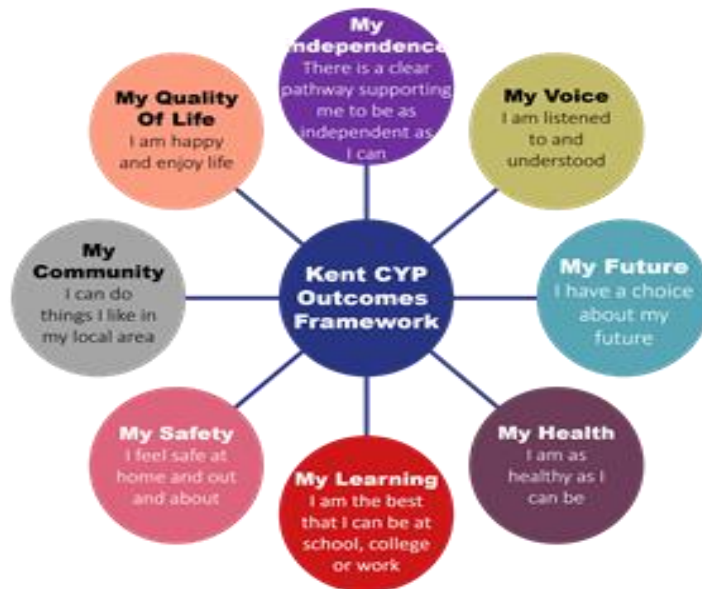 My
Independence
There is a clear
pathway supporting
me to be as
independent as
I can
My Voice
I am listened
to and
understood
My Future
I have a choice
about my
future
My Health
I am as
healthy as I
can be
My Learning
I am the best
that I can be at
school, college
or work
My Safety
I feel safe at
home and out
and about
My
Community
I can do
things I like in
my local area
My Quality
Of Life
I am happy
and enjoy life
Kent CYP
Outcomes
Framework